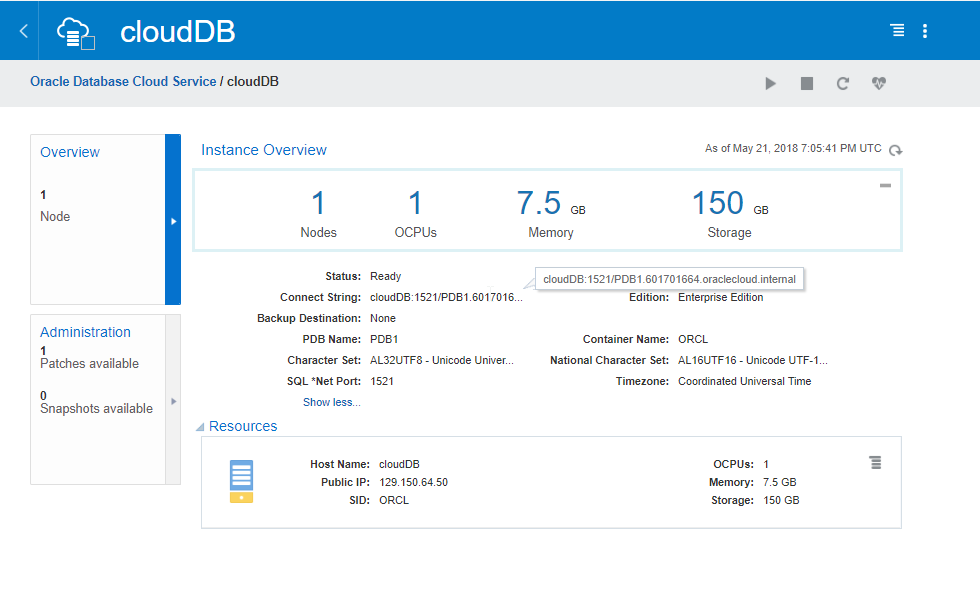 cloudDB
Oracle Database Cloud Service / cloudDB
Overview
1
Node
Administration
1
Patches available
0
Snapshots available
Instance Overview
As of May 21, 2018 7:05:41 PM UTC
1 1 7.5 GB 150 GB
Nodes OCPUs Memory Storage
Status: Ready
cloudDB:1521/PDB1.601701664.oraclecloud.internal
Connect String: cloudDB:1521/PDB1.6017016... Edition: Enterprise Edition
Backup Destination: None
PDB Name: PDB1 Container Name: ORCL
Character Set: AL32UTF8 - Unicode Univer... National Character Set: AL16UTF16 - Unicode UTF-1...
SQL *Net Port: 1521 Timezone: Coordinated Universal Time
Show less...
Resources
Host Name: cloudDB OCPUs: 1
Public IP: 129.150.64.50 Memory: 7.5 GB
SID: ORCL Storage: 150 GB